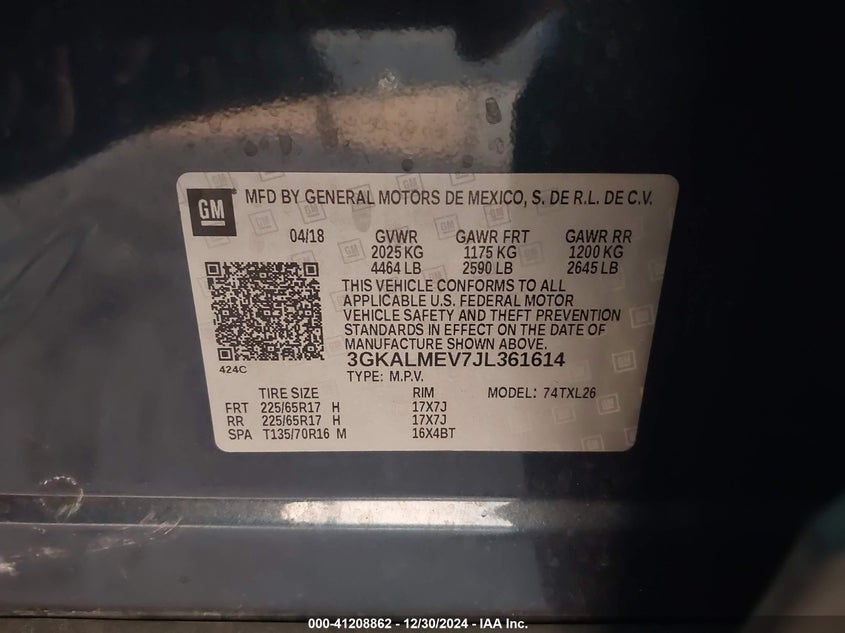 GM MFD BY GENERAL MOTORS DE MEXICO, S. DE R.L. DE C.V.
04/18 GVWR GAWR FRT GAWR RR
2025 KG 1175 KG 1200 KG
4464 LB 2590 LB 2645 LB
THIS VEHICLE CONFORMS TO ALL
APPLICABLE U.S. FEDERAL MOTOR
VEHICLE SAFETY AND THEFT PREVENTION
STANDARDS IN EFFECT ON THE DATE OF
MANUFACTURE SHOWN ABOVE.
424C 3GKALMEV7JL361614
TYPE: M.P.V.
TIRE SIZE RIM MODEL: 74TXL26
FRT 225/65R17 H 17X7J
RR 225/65R17 H 17X7J
SPA T135/70R16 M 16X4BT
000-41208862 - 12/30/2024 - IAA Inc.